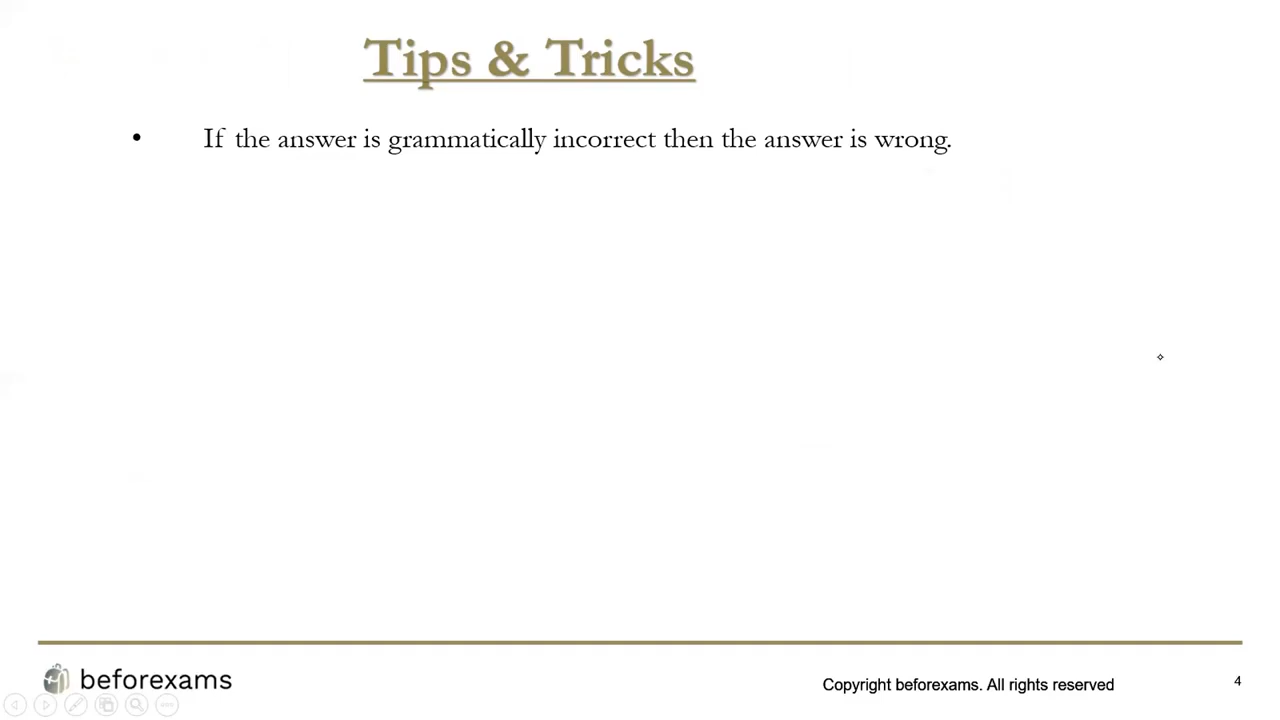 Tips & Tricks
• If the answer is grammatically incorrect then the answer is wrong.
beforexams
Copyright beforexams. All rights reserved
4